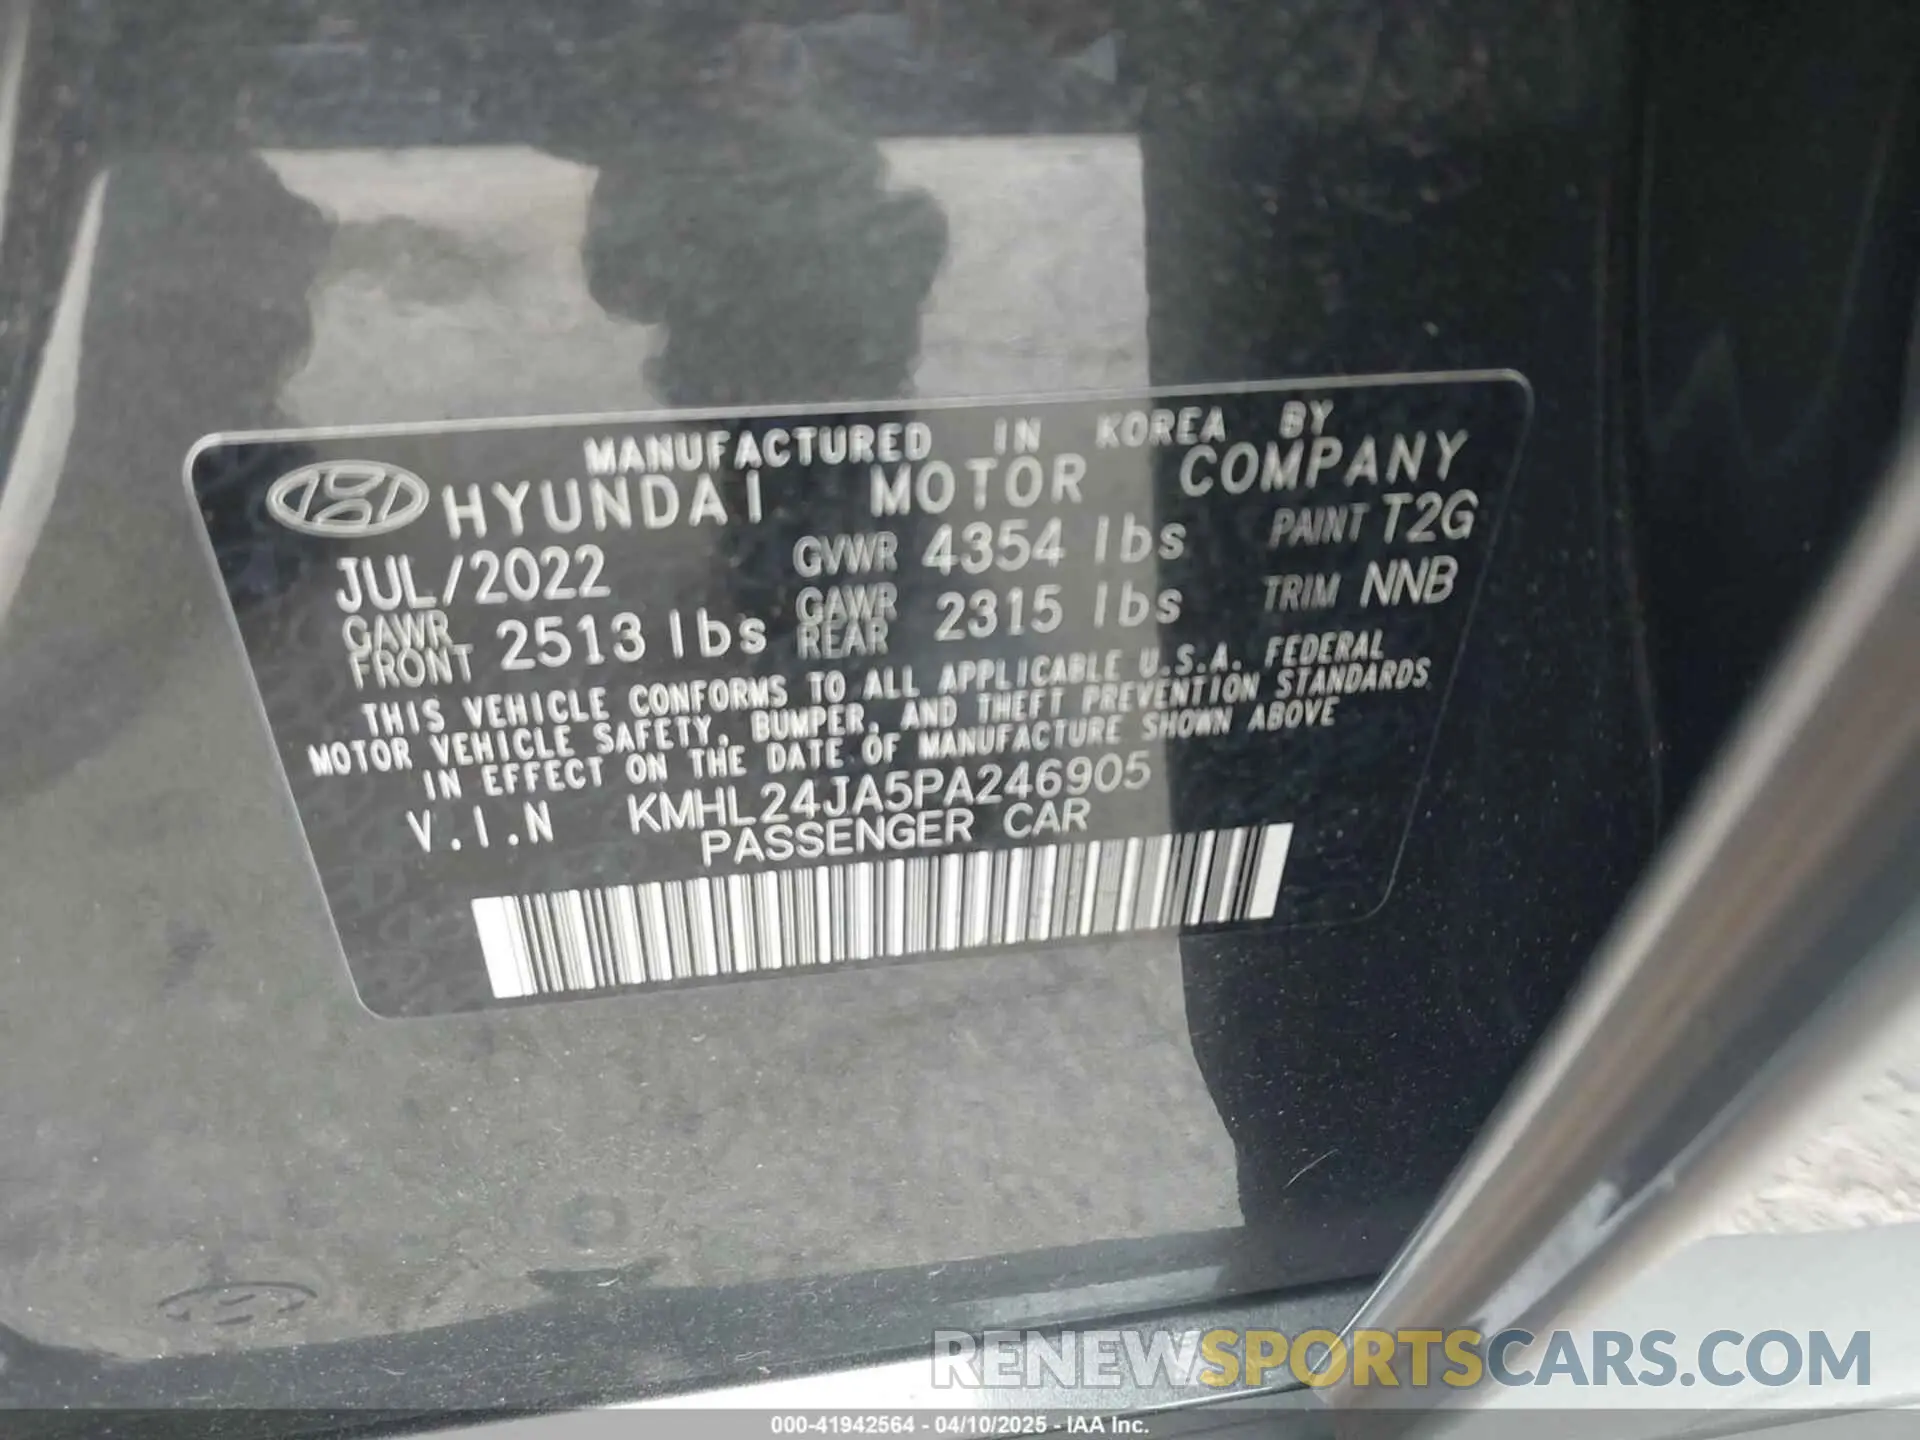 MANUFACTURED IN KOREA BY
HYUNDAI MOTOR COMPANY
JUL/2022 GVWR 4354 lbs PAINT T2G
GAWR FRONT 2513 lbs GAWR REAR 2315 lbs TRIM NNB
THIS VEHICLE CONFORMS TO ALL APPLICABLE U.S.A. FEDERAL
MOTOR VEHICLE SAFETY, BUMPER, AND THEFT PREVENTION STANDARDS
IN EFFECT ON THE DATE OF MANUFACTURE SHOWN ABOVE
V.I.N KMHL24JA5PA246905
PASSENGER CAR
RENEWSPORTSCARS.COM
000-41942564 - 04/10/2025 - IAA Inc.